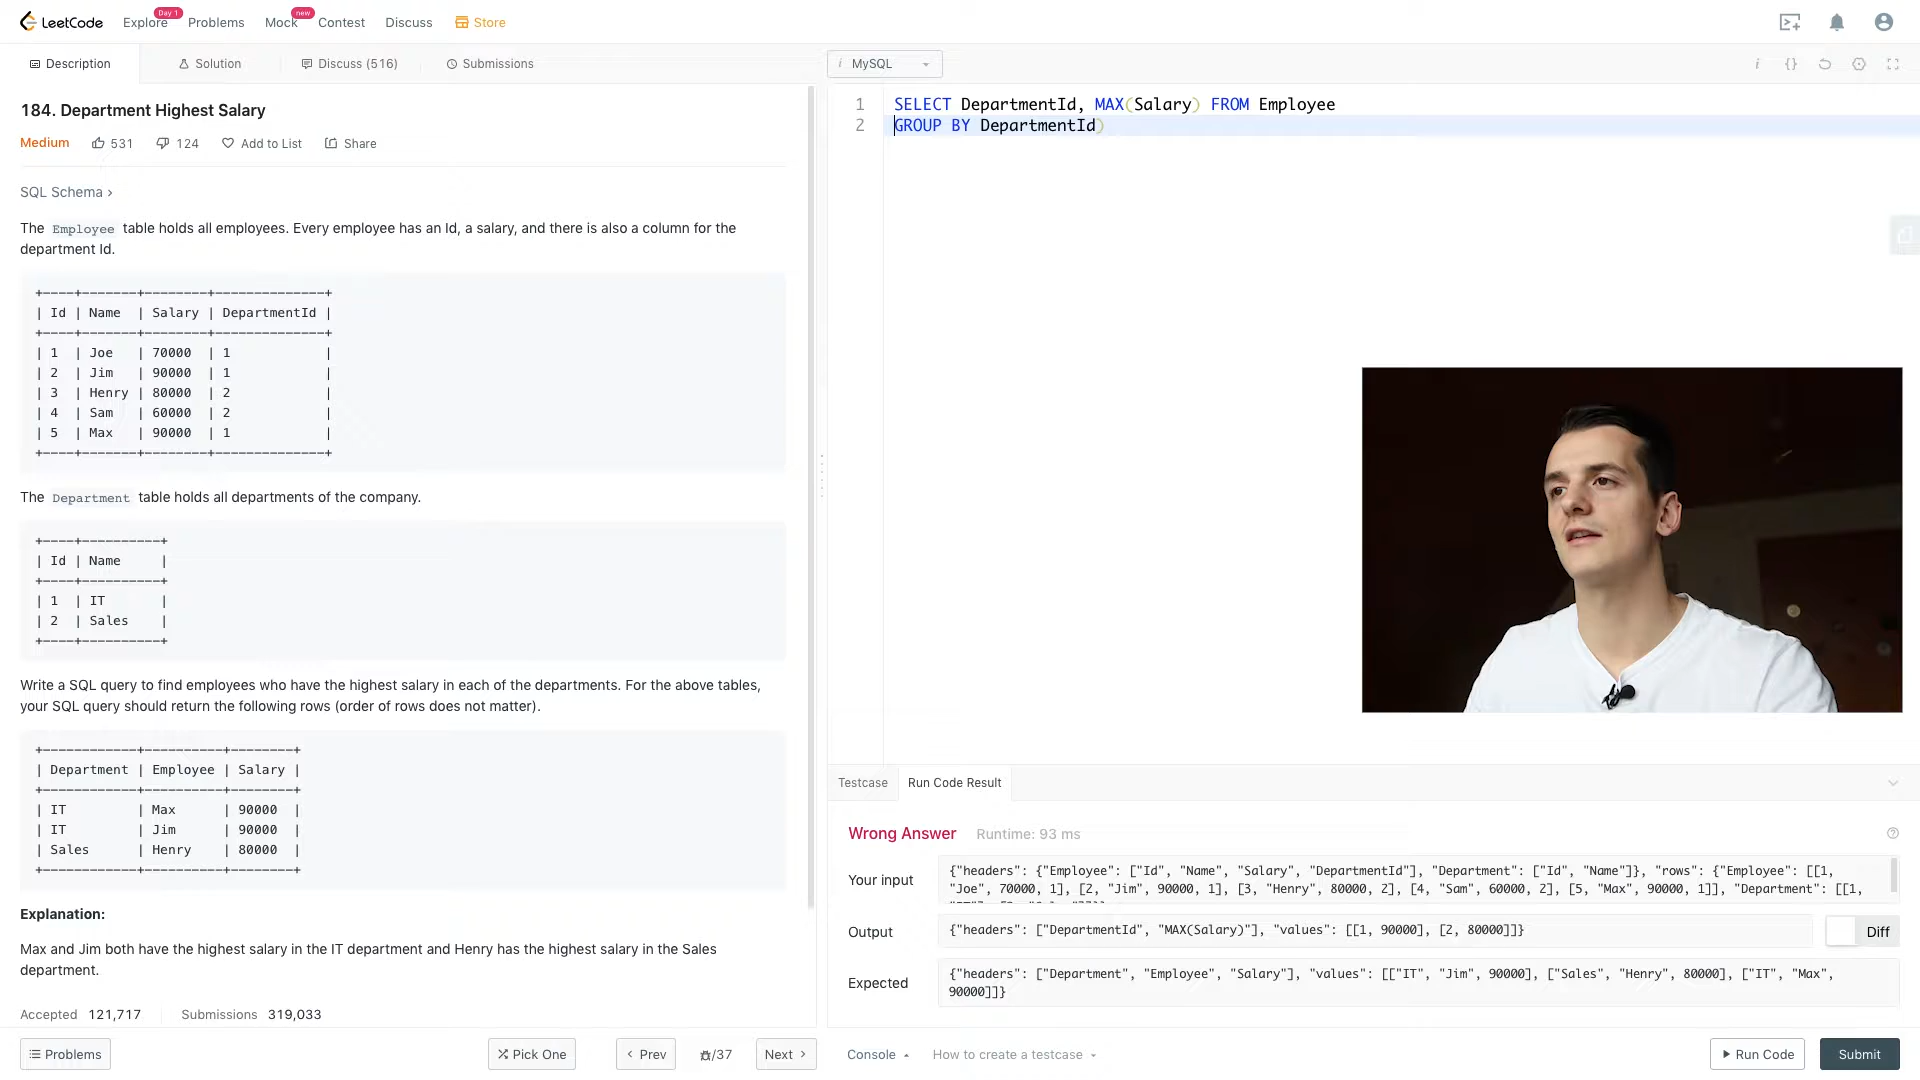 LeetCode Explore Day 1 Problems Mock new Contest Discuss Store
Description Solution Discuss (516) Submissions
184. Department Highest Salary
Medium 531 124 Add to List Share
SQL Schema ›
The Employee table holds all employees. Every employee has an Id, a salary, and there is also a column for the
department Id.
+----+-------+--------+--------------+
| Id | Name  | Salary | DepartmentId |
+----+-------+--------+--------------+
| 1  | Joe   | 70000  | 1            |
| 2  | Jim   | 90000  | 1            |
| 3  | Henry | 80000  | 2            |
| 4  | Sam   | 60000  | 2            |
| 5  | Max   | 90000  | 1            |
+----+-------+--------+--------------+
The Department table holds all departments of the company.
+----+----------+
| Id | Name     |
+----+----------+
| 1  | IT       |
| 2  | Sales    |
+----+----------+
Write a SQL query to find employees who have the highest salary in each of the departments. For the above tables,
your SQL query should return the following rows (order of rows does not matter).
+------------+----------+--------+
| Department | Employee | Salary |
+------------+----------+--------+
| IT         | Max      | 90000  |
| IT         | Jim      | 90000  |
| Sales      | Henry    | 80000  |
+------------+----------+--------+
Explanation:
Max and Jim both have the highest salary in the IT department and Henry has the highest salary in the Sales
department.
Accepted 121,717 Submissions 319,033
Problems Pick One ‹ Prev /37 Next ›
i MySQL i {}
1 SELECT DepartmentId, MAX(Salary) FROM Employee
2 GROUP BY DepartmentId)
Testcase Run Code Result
Wrong Answer Runtime: 93 ms
Your input
{"headers": {"Employee": ["Id", "Name", "Salary", "DepartmentId"], "Department": ["Id", "Name"]}, "rows": {"Employee": [[1,
"Joe", 70000, 1], [2, "Jim", 90000, 1], [3, "Henry", 80000, 2], [4, "Sam", 60000, 2], [5, "Max", 90000, 1]], "Department": [[1,
Output {"headers": ["DepartmentId", "MAX(Salary)"], "values": [[1, 90000], [2, 80000]]} Diff
Expected
{"headers": ["Department", "Employee", "Salary"], "values": [["IT", "Jim", 90000], ["Sales", "Henry", 80000], ["IT", "Max",
90000]]}
Console How to create a testcase Run Code Submit